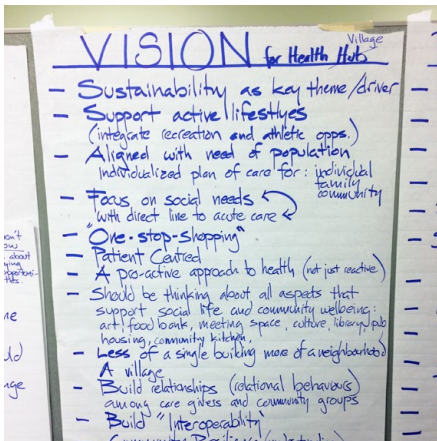 Village
VISION for Health Hub
- Sustainability as key theme/driver
- Support active lifestlyes
(integrate recreation and athletic opps.)
- Aligned with need of population
Individualized plan of care for: individual
family
community
- Focus on social needs
with direct line to acute care
- "One-stop-shopping"
- Patient Centred
- A pro-active approach to health (not just reactive)
- Should be thinking about all aspects that
support social life and community wellbeing:
art, food bank, meeting space, culture, library, pub
housing, community kitchen.
- Less of a single building more of a neighbourhood
A village
- Build relationships (relational behaviours)
among care givers and community groups
- Build "Interoperability"